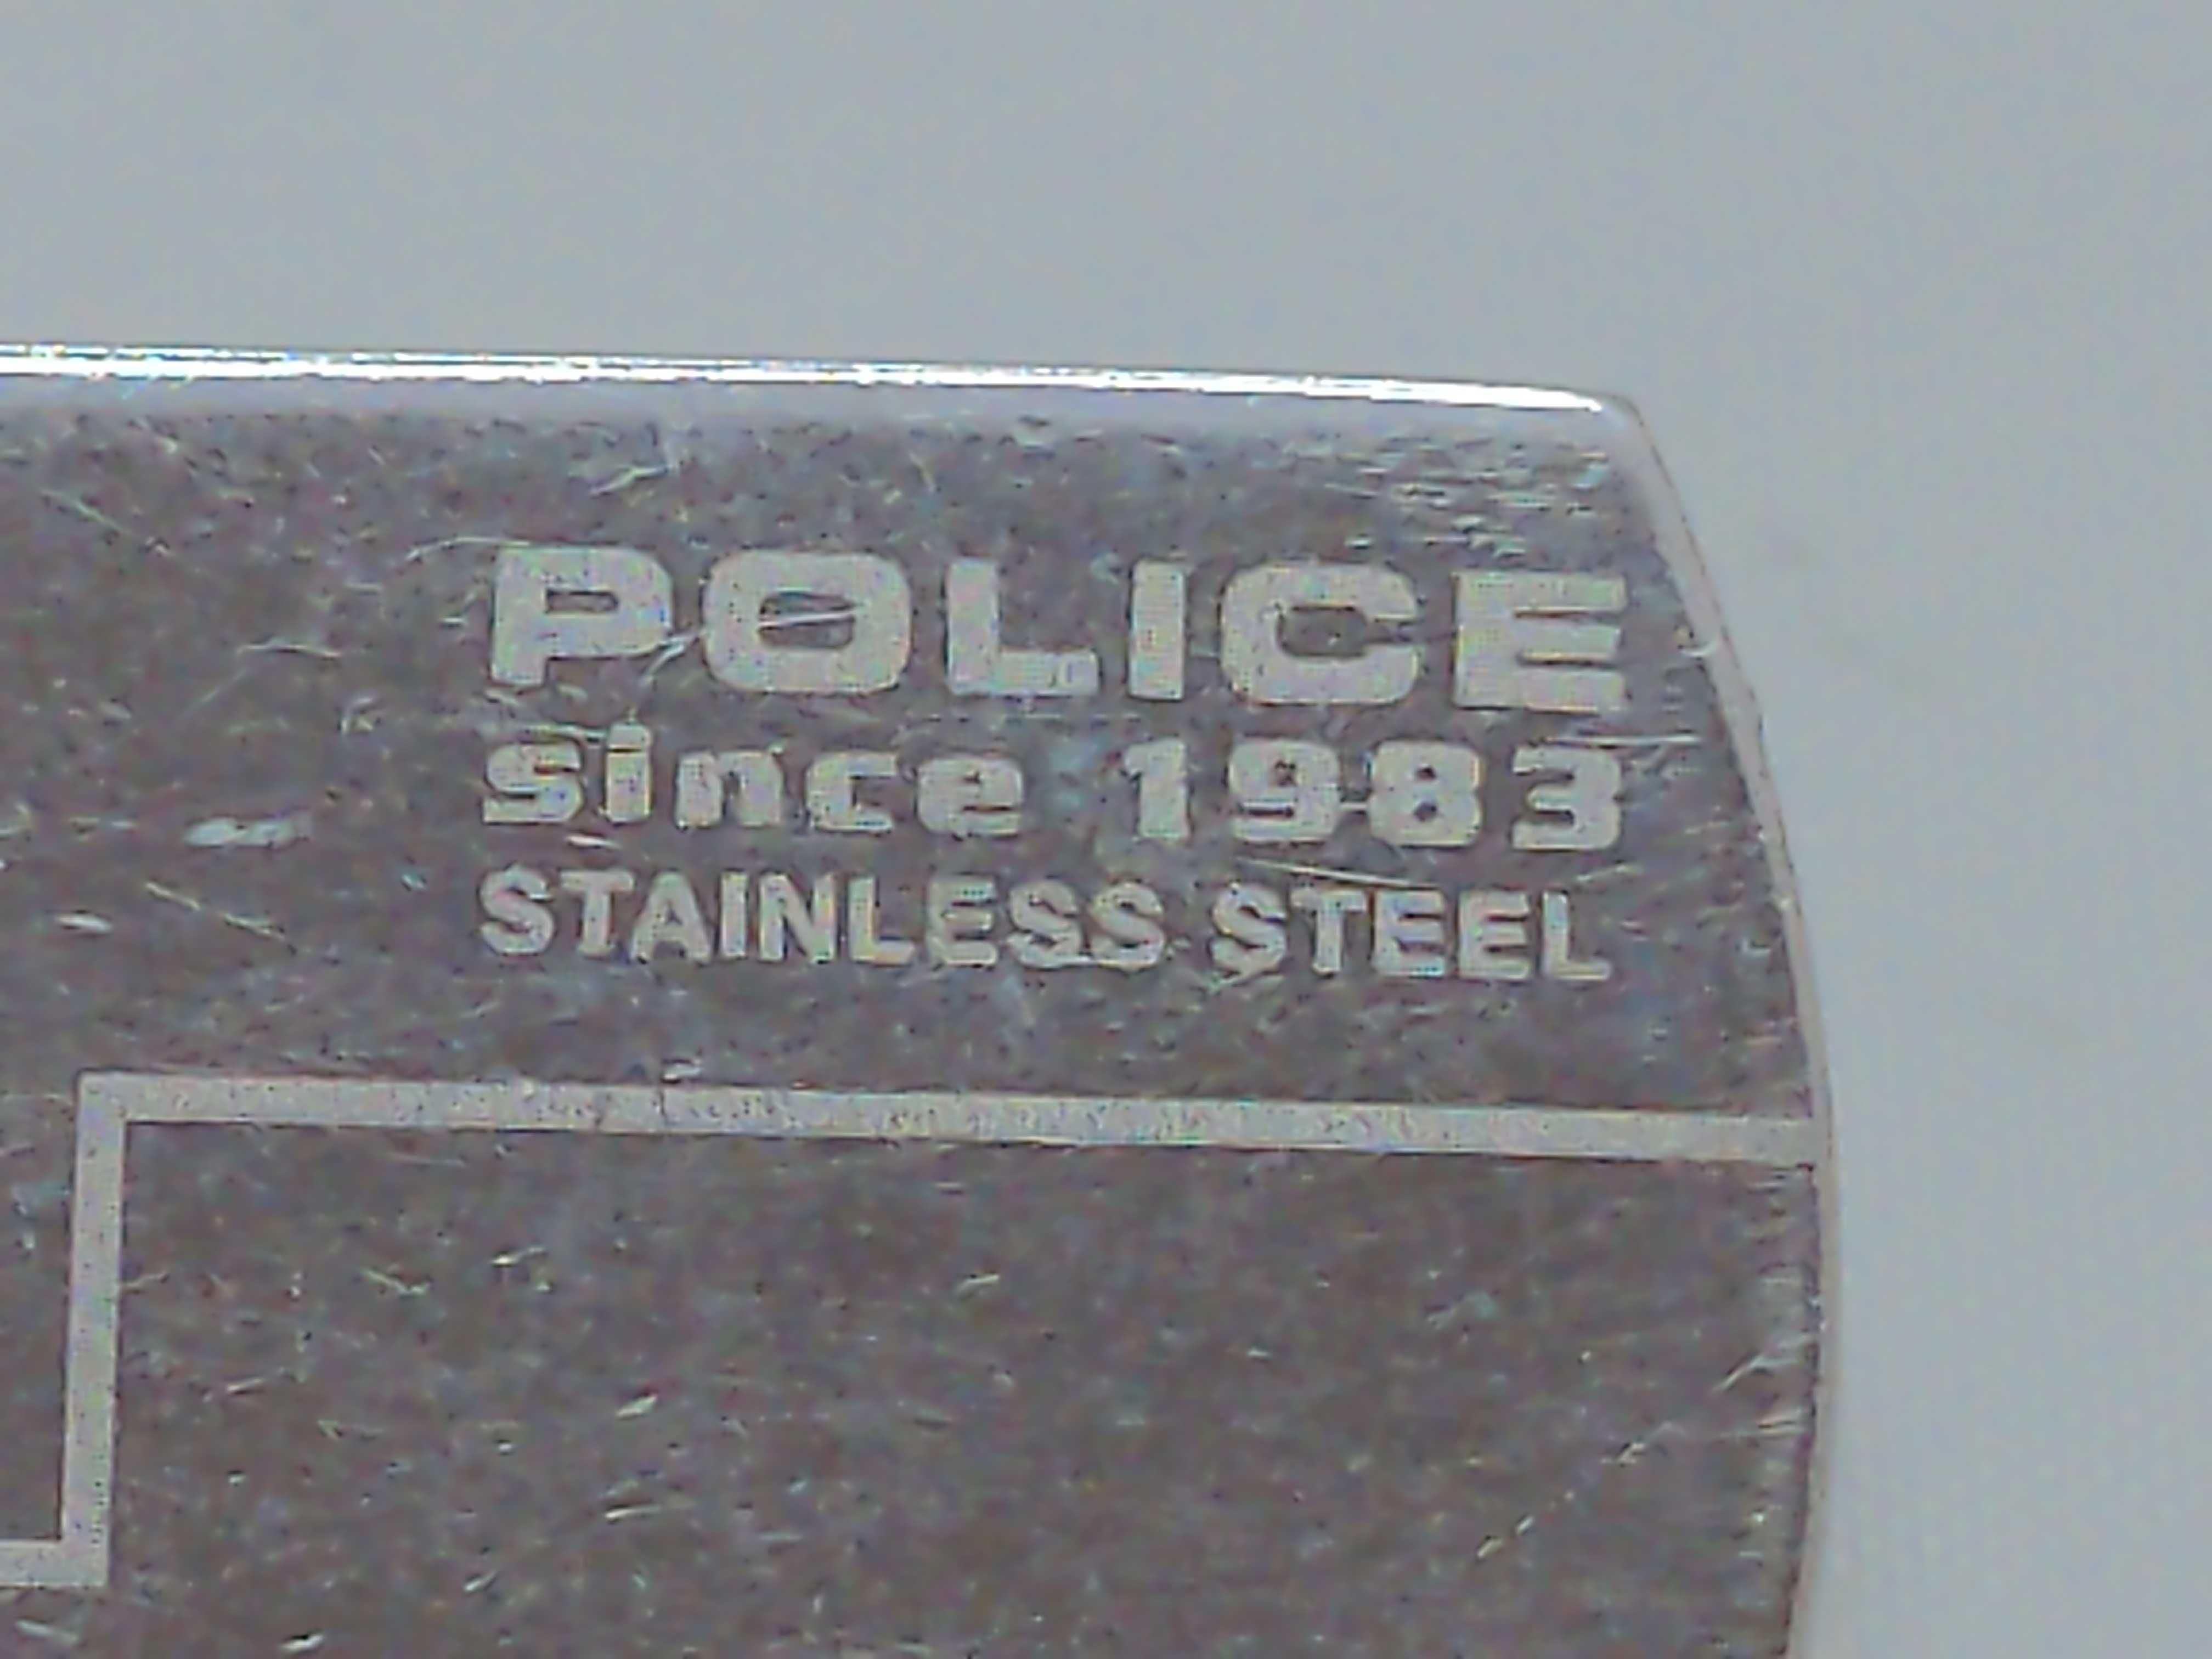 POLICE
since 1983
STAINLESS STEEL